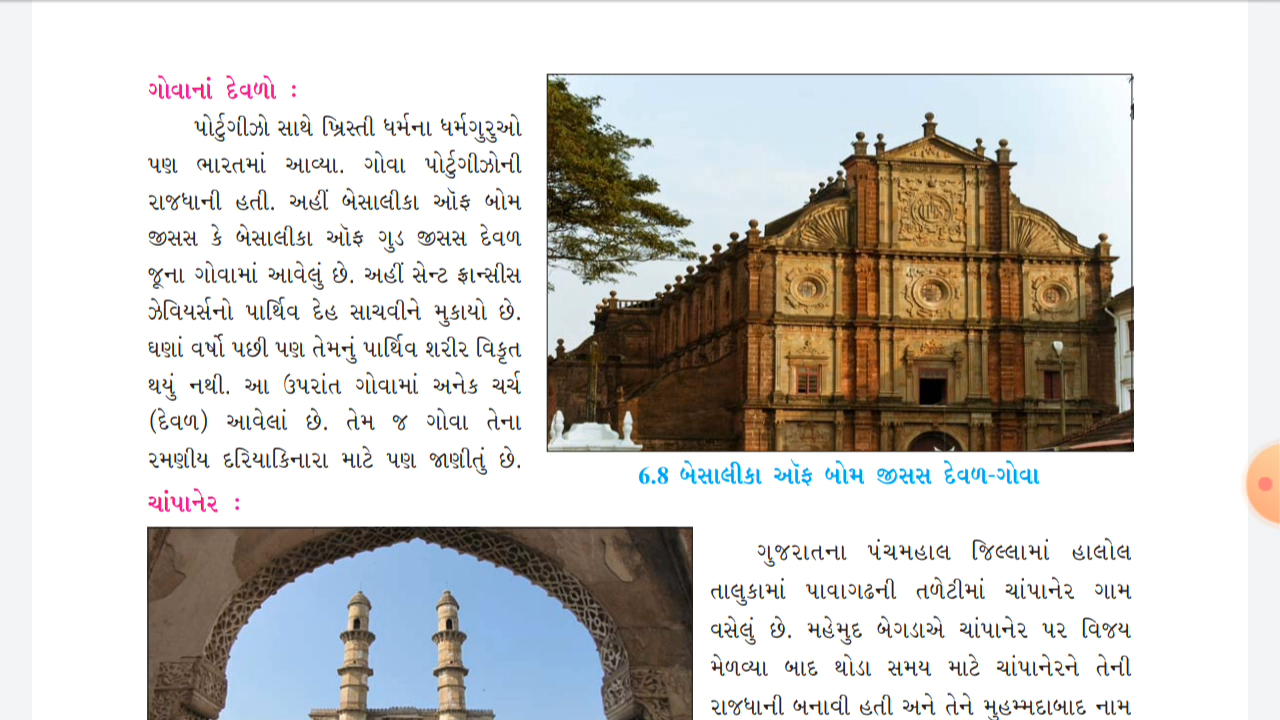 ગોવાનાં દેવળો :
પોર્ટુગીઝો સાથે ખ્રિસ્તી ધર્મના ધર્મગુરુઓ
પણ ભારતમાં આવ્યા. ગોવા પોર્ટુગીઝોની
રાજધાની હતી. અહીં બેસાલીકા ઑફ બોમ
જીસસ કે બેસાલીકા ઑફ ગુડ જીસસ દેવળ
જૂના ગોવામાં આવેલું છે. અહીં સેન્ટ ફ્રાન્સીસ
ઝેવિયર્સનો પાર્થિવ દેહ સાચવીને મુકાયો છે.
ઘણાં વર્ષો પછી પણ તેમનું પાર્થિવ શરીર વિકૃત
થયું નથી. આ ઉપરાંત ગોવામાં અનેક ચર્ચ
(દેવળ) આવેલાં છે. તેમ જ ગોવા તેના
રમણીય દરિયાકિનારા માટે પણ જાણીતું છે.
6.8 બેસાલીકા ઑફ બોમ જીસસ દેવળ-ગોવા
ચાંપાનેર :
ગુજરાતના પંચમહાલ જિલ્લામાં હાલોલ
તાલુકામાં પાવાગઢની તળેટીમાં ચાંપાનેર ગામ
વસેલું છે. મહેમુદ બેગડાએ ચાંપાનેર પર વિજય
મેળવ્યા બાદ થોડા સમય માટે ચાંપાનેરને તેની
રાજધાની બનાવી હતી અને તેને મુહમ્મદાબાદ નામ